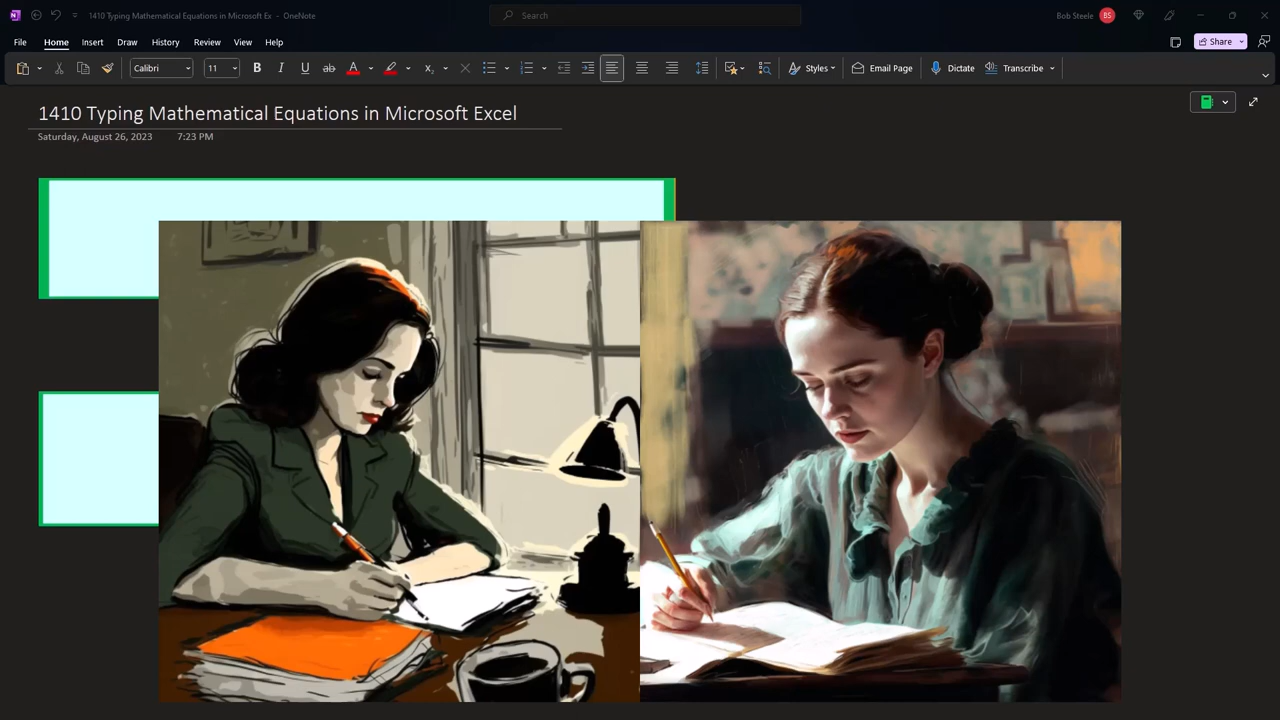 1410 Typing Mathematical Equations in Microsoft Ex - OneNote
Search
Bob Steele
BS
File Home Insert Draw History Review View Help
Share
Calibri 11 B I U ab A x Styles Email Page Dictate Transcribe
1410 Typing Mathematical Equations in Microsoft Excel
Saturday, August 26, 2023 7:23 PM